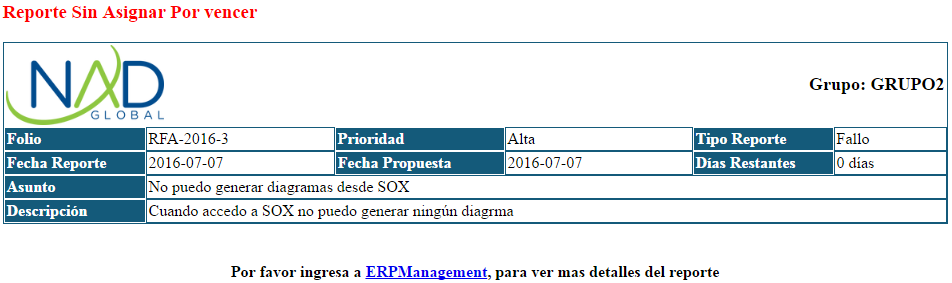 Reporte Sin Asignar Por vencer
NAD
GLOBAL
Grupo: GRUPO2
Folio RFA-2016-3 Prioridad Alta Tipo Reporte Fallo
Fecha Reporte 2016-07-07 Fecha Propuesta 2016-07-07 Días Restantes 0 días
Asunto No puedo generar diagramas desde SOX
Descripción Cuando accedo a SOX no puedo generar ningún diagrma
Por favor ingresa a ERPManagement, para ver mas detalles del reporte